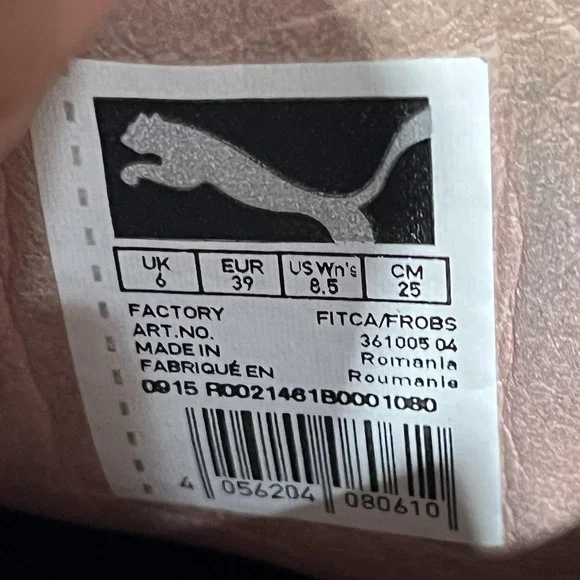 UK EUR US Wn's CM
6 39 8.5 25
FACTORY FITCA/FROBS
ART.NO. 361005 04
MADE IN Romania
FABRIQUÉ EN Roumanie
0915 R0021461B0001080
4 056204 080610